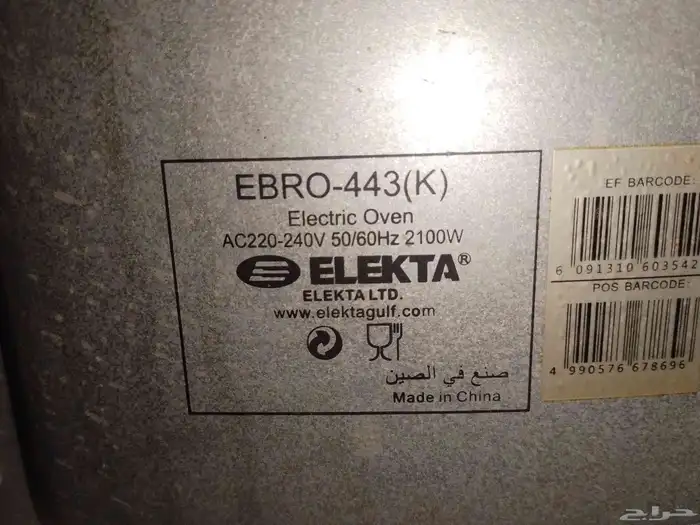 EBRO-443(K)
Electric Oven
AC220-240V 50/60Hz 2100W
ELEKTA®
ELEKTA LTD.
www.elektagulf.com
صنع في الصين
Made in China
EF BARCODE:
6 091310 603542
POS BARCODE:
4 990576 678696
حراج